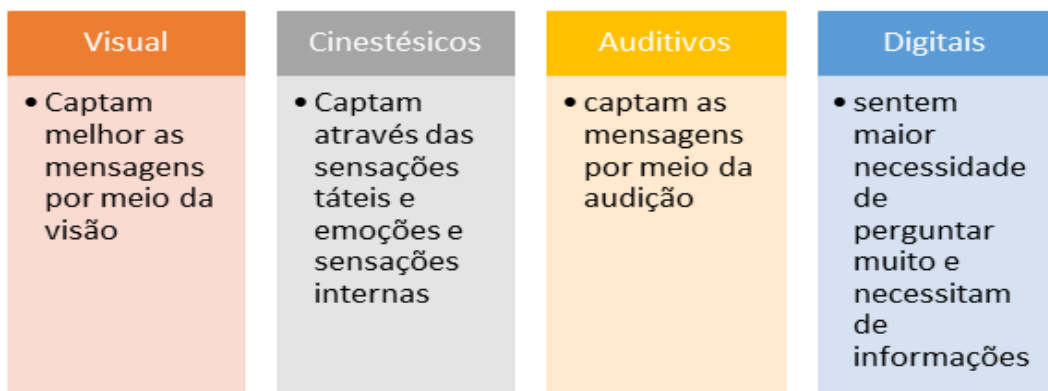 Visual
• Captam
melhor as
mensagens
por meio da
visão
Cinestésicos
• Captam
através das
sensações
táteis e
emoções e
sensações
internas
Auditivos
• captam as
mensagens
por meio da
audição
Digitais
• sentem
maior
necessidade
de
perguntar
muito e
necessitam
de
informações